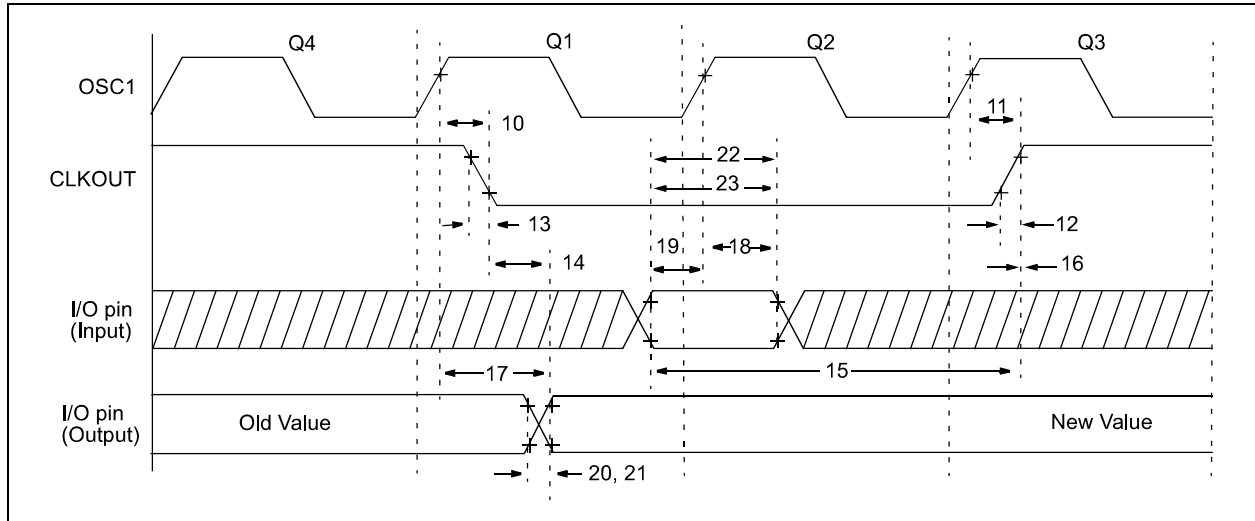 Q4 Q1 Q2 Q3
OSC1
10 11
22
CLKOUT
23
13 12
19 18
14 16
I/O pin
(Input)
17 15
I/O pin
(Output)
Old Value New Value
20, 21